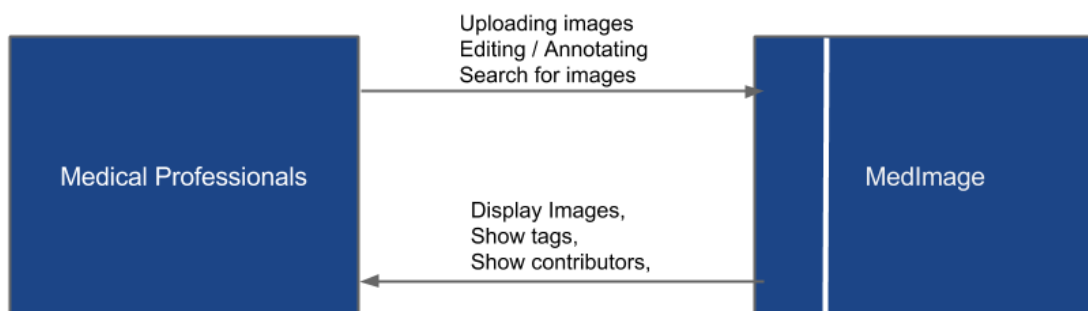 Uploading images
Editing / Annotating
Search for images
Medical Professionals
MedImage
Display Images,
Show tags,
Show contributors,